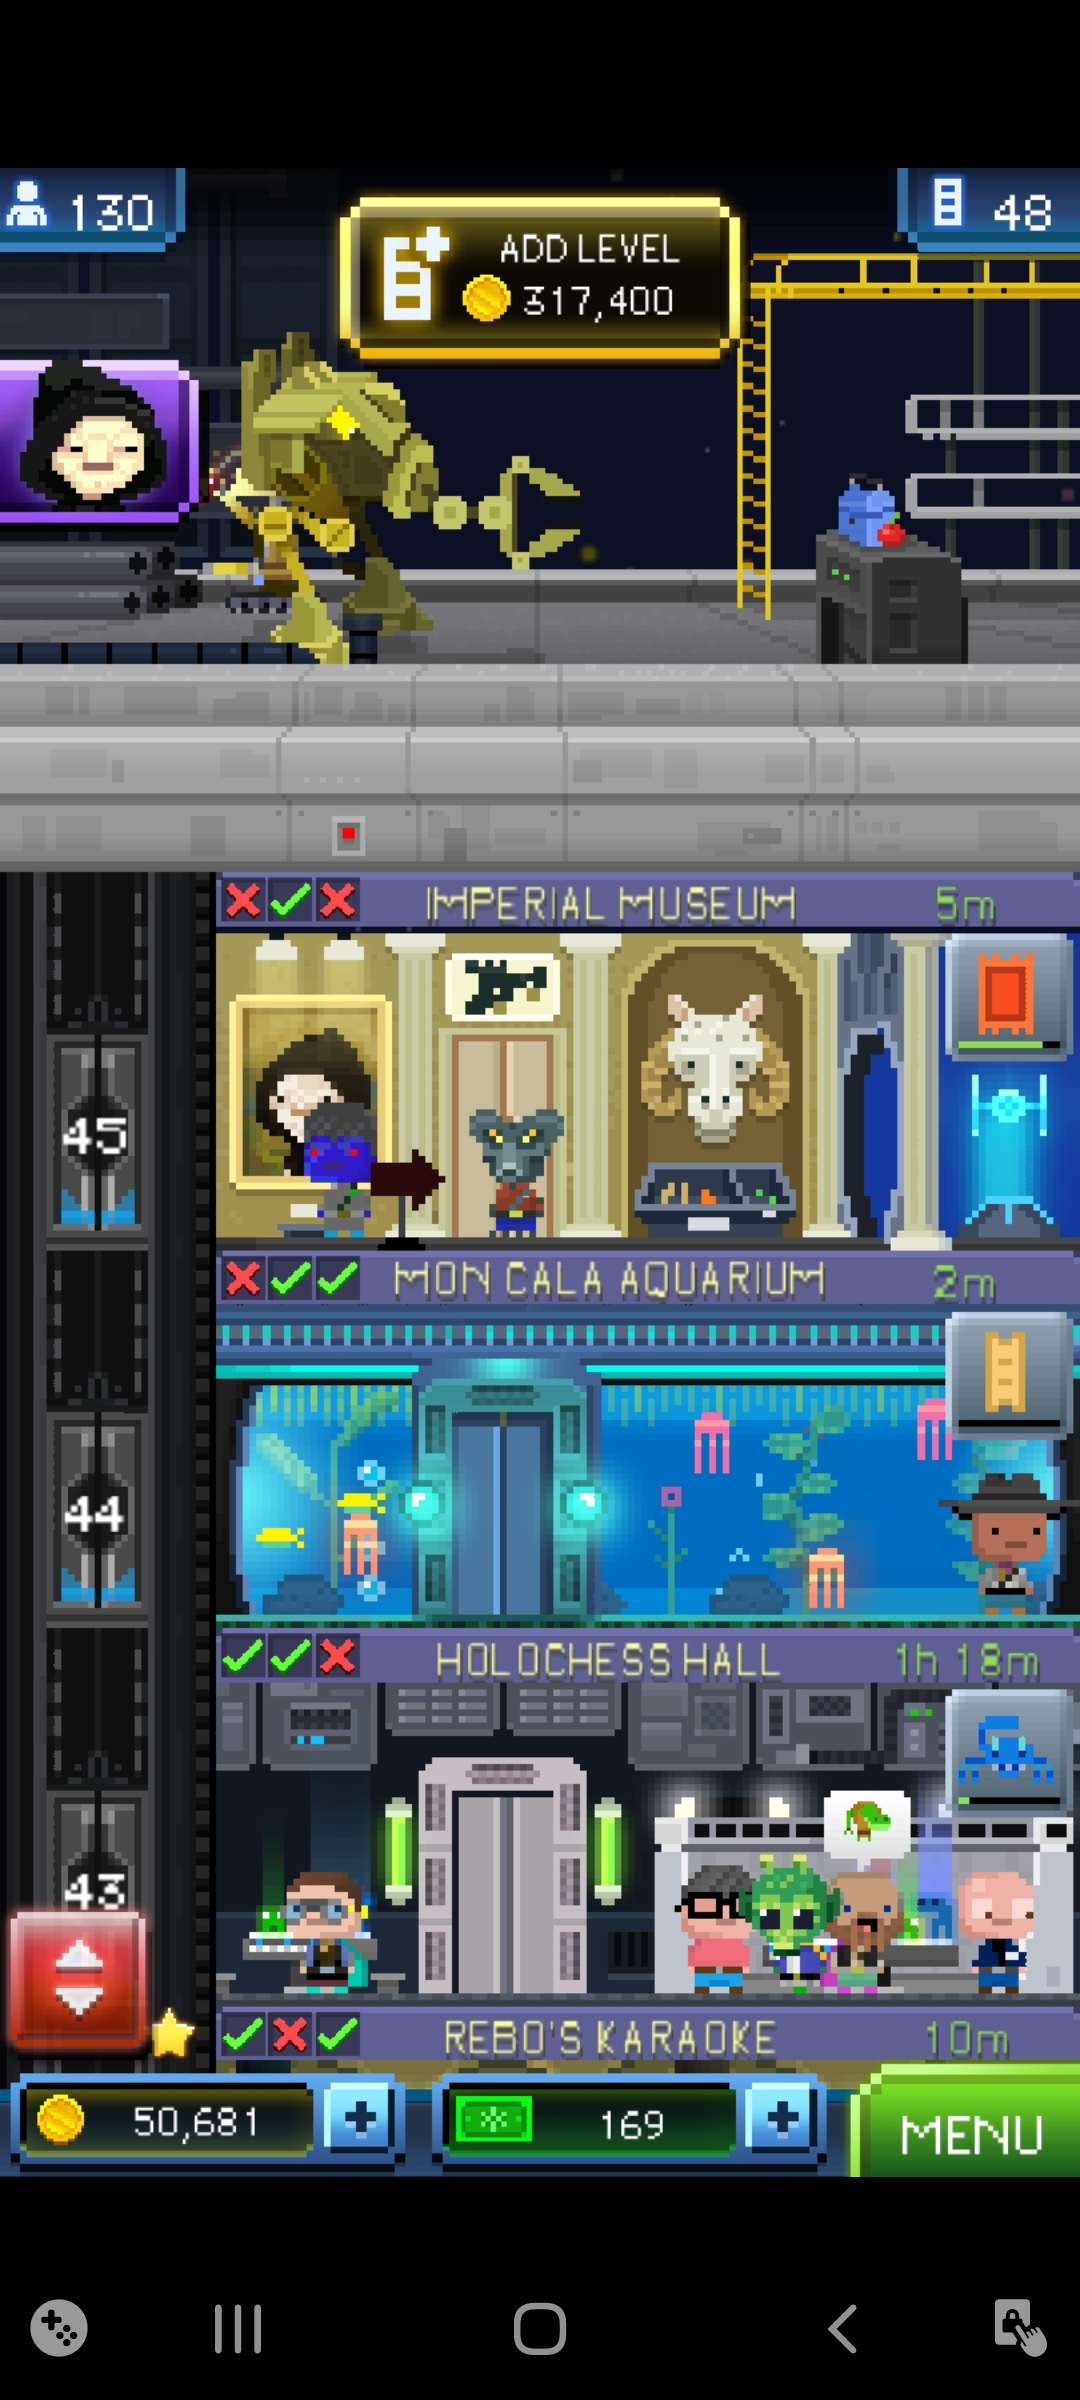 130
48
ADD LEVEL
317,400
IMPERIAL MUSEUM 5m
45
MON CALA AQUARIUM 2m
44
HOLOCHESS HALL 1h 18m
43
REBO'S KARAOKE 10m
50,681
169
MENU